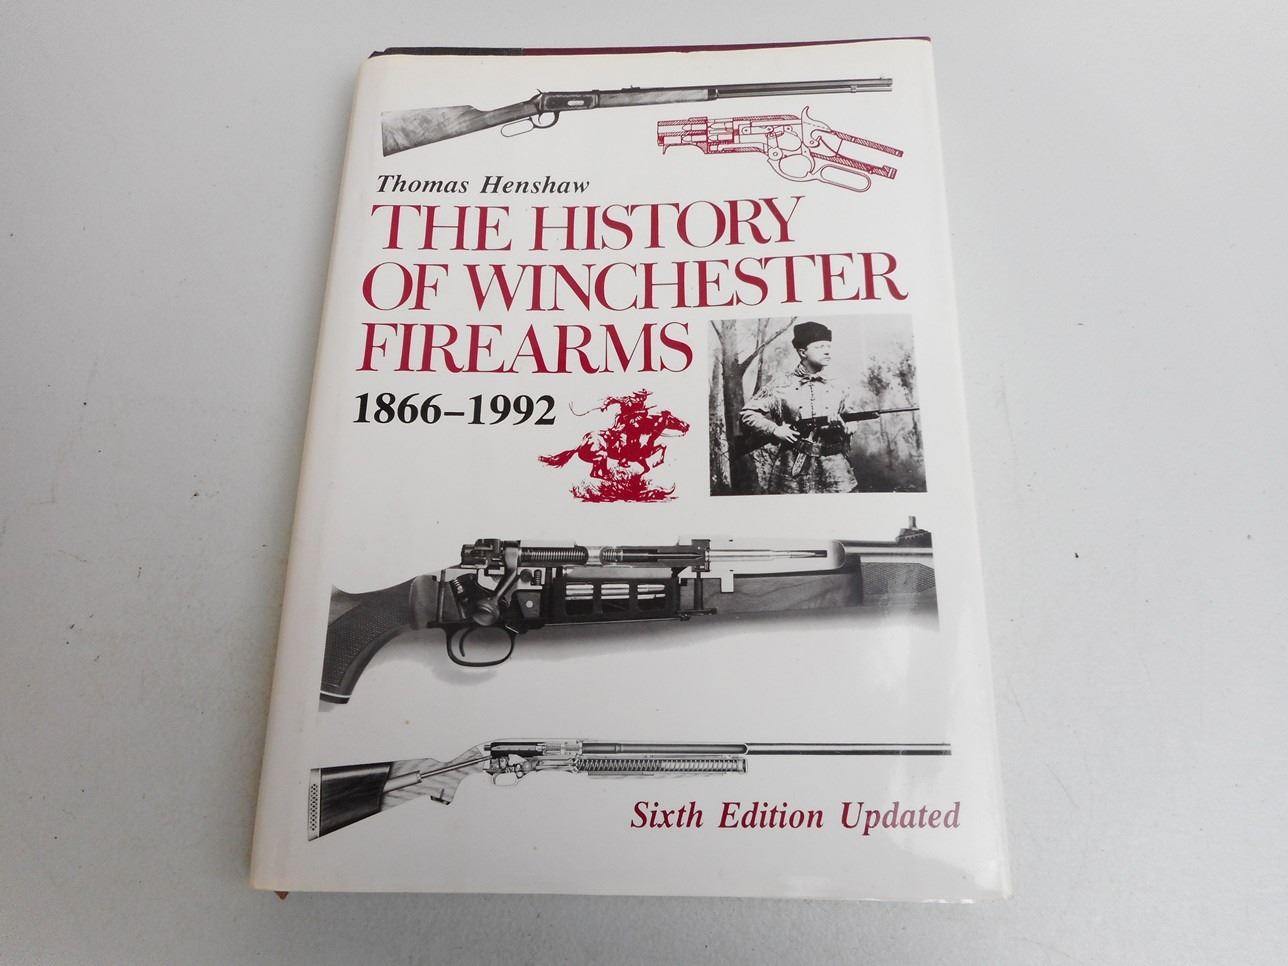 Thomas Henshaw
THE HISTORY
OF WINCHESTER
FIREARMS
1866–1992
Sixth Edition Updated